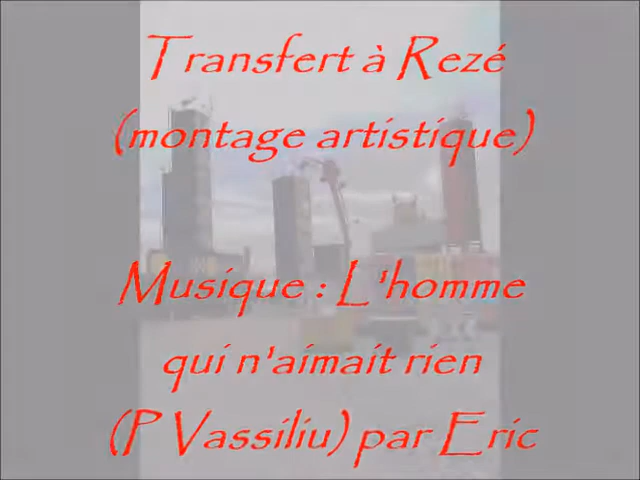 Transfert à Rezé
(montage artistique)
Musique : L'homme
qui n'aimait rien
(P Vassiliu) par Eric